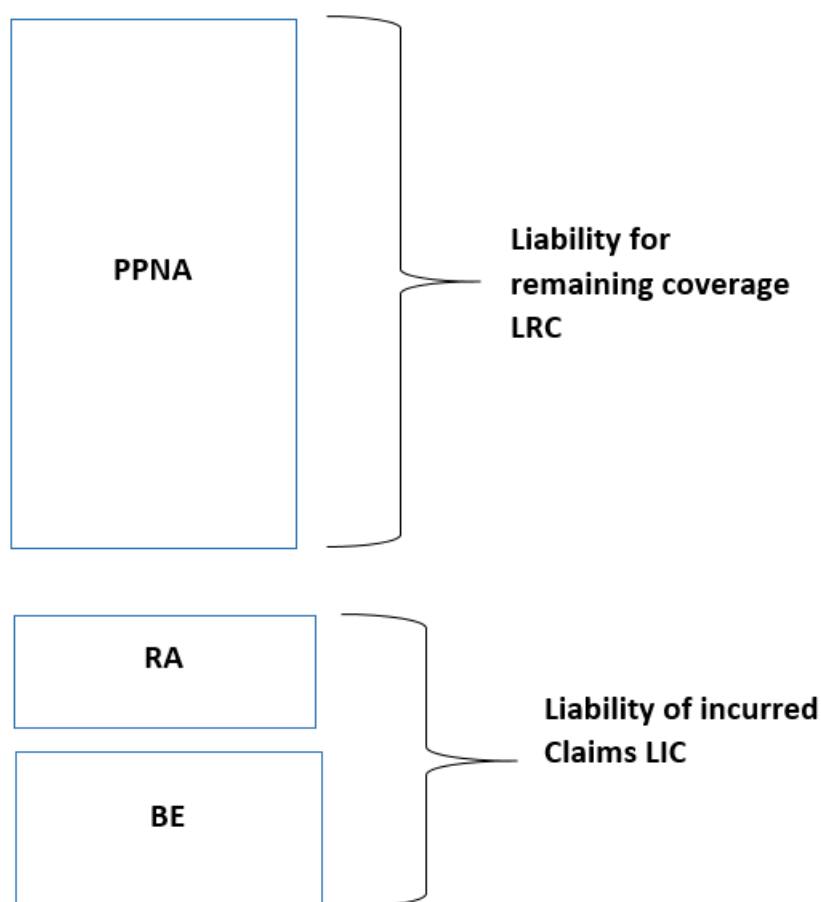 PPNA
Liability for
remaining coverage
LRC
RA
Liability of incurred
Claims LIC
BE